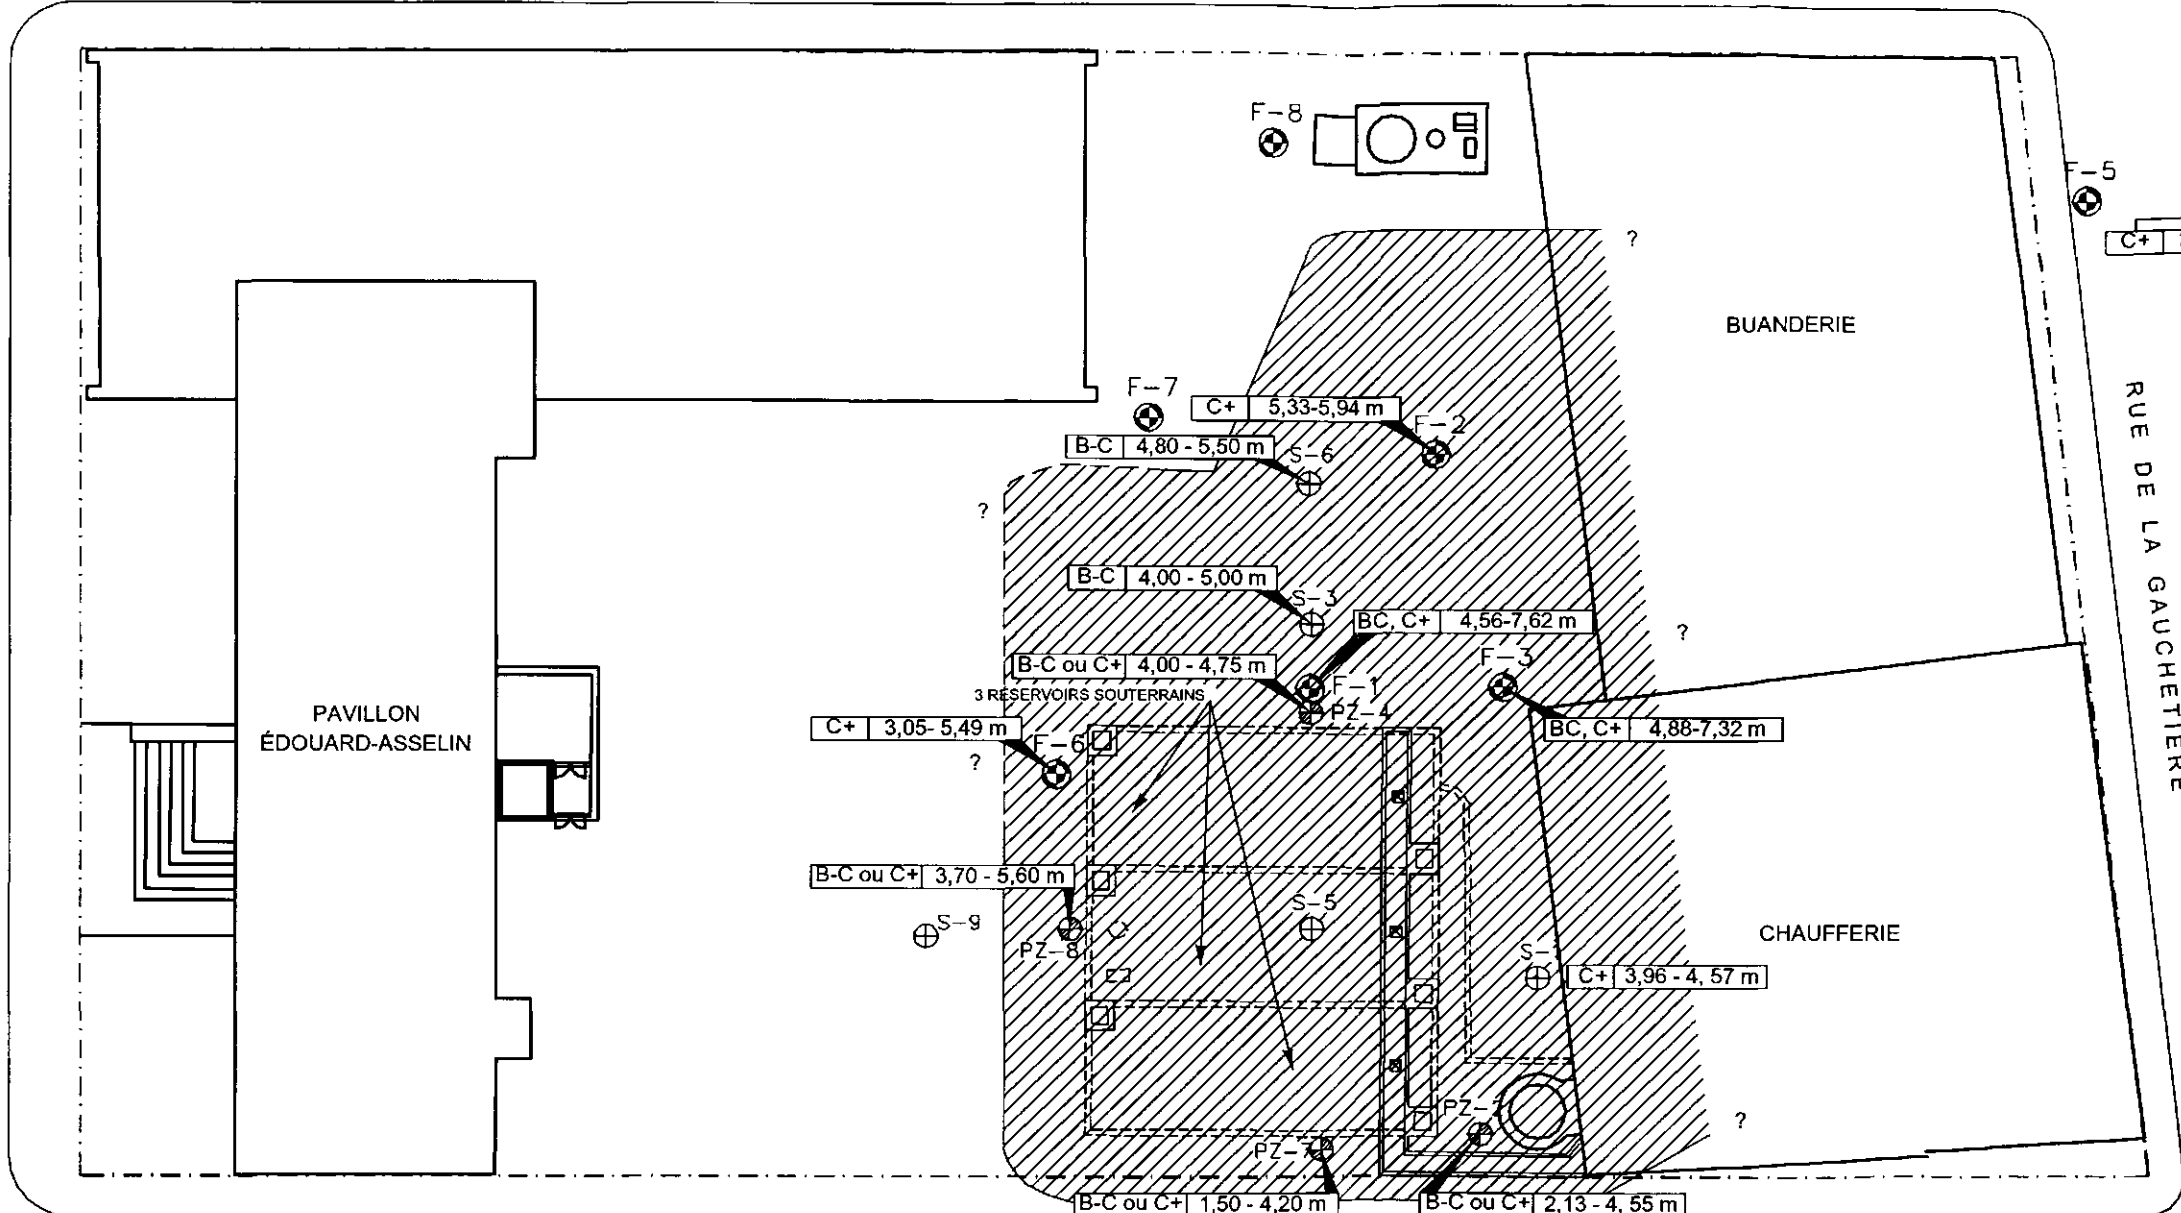 F-8
F-5
?
C+
BUANDERIE
F-7
C+ 5,33-5,94 m
F-2
B-C 4,80 - 5,50 m
S-6
RUE DE LA GAUCHETIERE
?
B-C 4,00 - 5,00 m
S-3
BC, C+ 4,56-7,62 m
?
B-C ou C+ 4,00 - 4,75 m
F-3
F-1
3 RÉSERVOIRS SOUTERRAINS
PZ-4
PAVILLON
ÉDOUARD-ASSELIN
C+ 3,05- 5,49 m
BC, C+ 4,88-7,32 m
F-6
?
B-C ou C+ 3,70 - 5,60 m
S-9
S-5
PZ-8
CHAUFFERIE
C+ 3,96 - 4, 57 m
?
PZ-7
B-C ou C+ 1,50 - 4,20 m
B-C ou C+ 2,13 - 4, 55 m